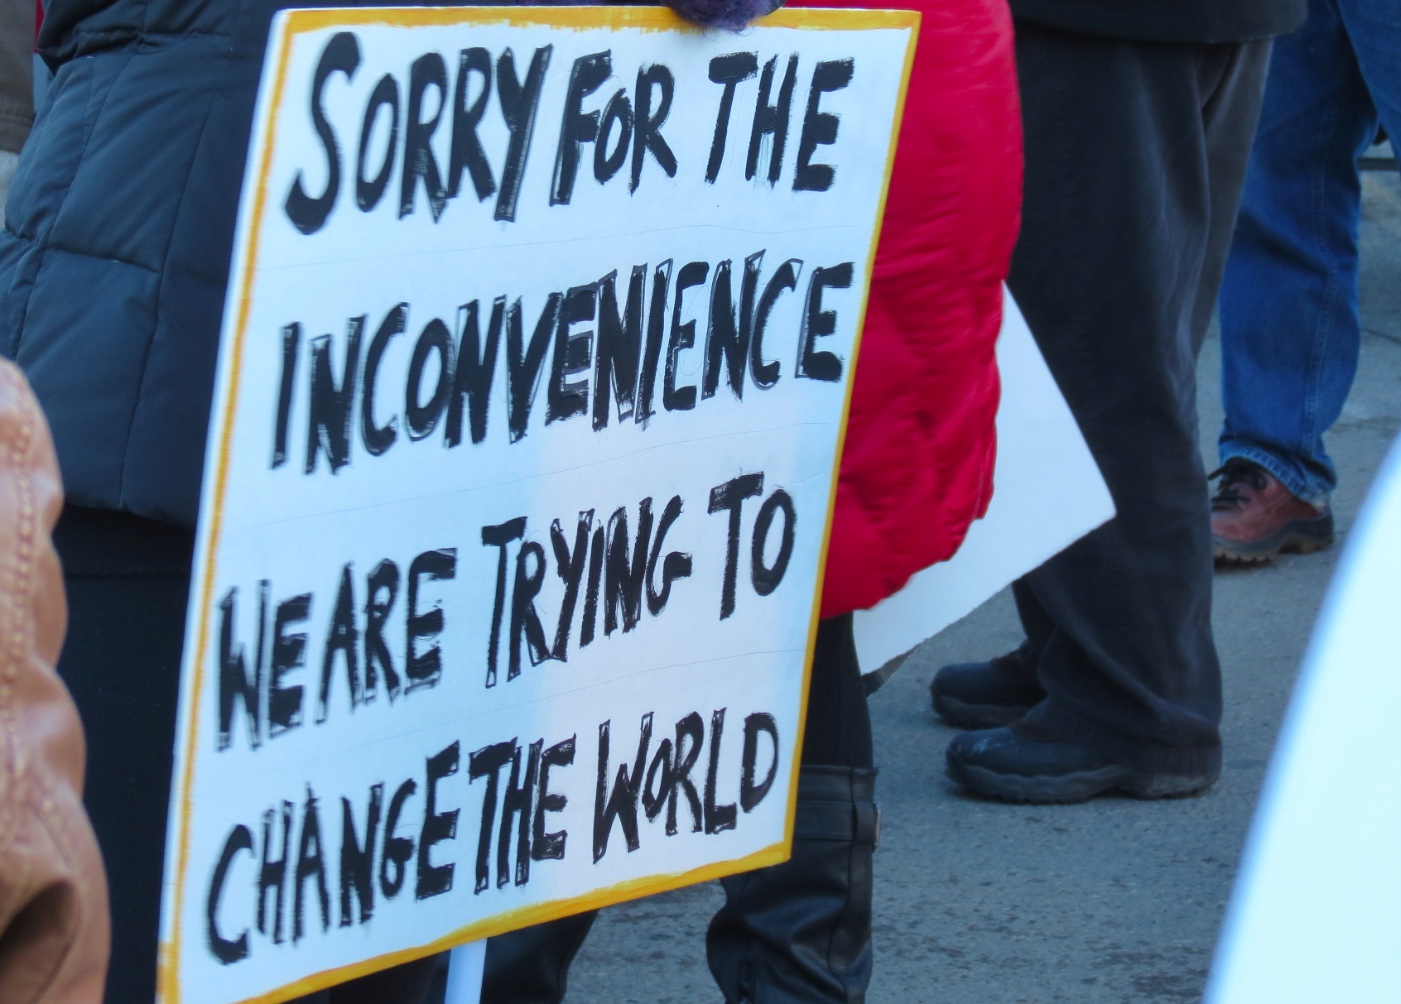 SORRY FOR THE
INCONVENIENCE
WE ARE TRYING TO
CHANGE THE WORLD